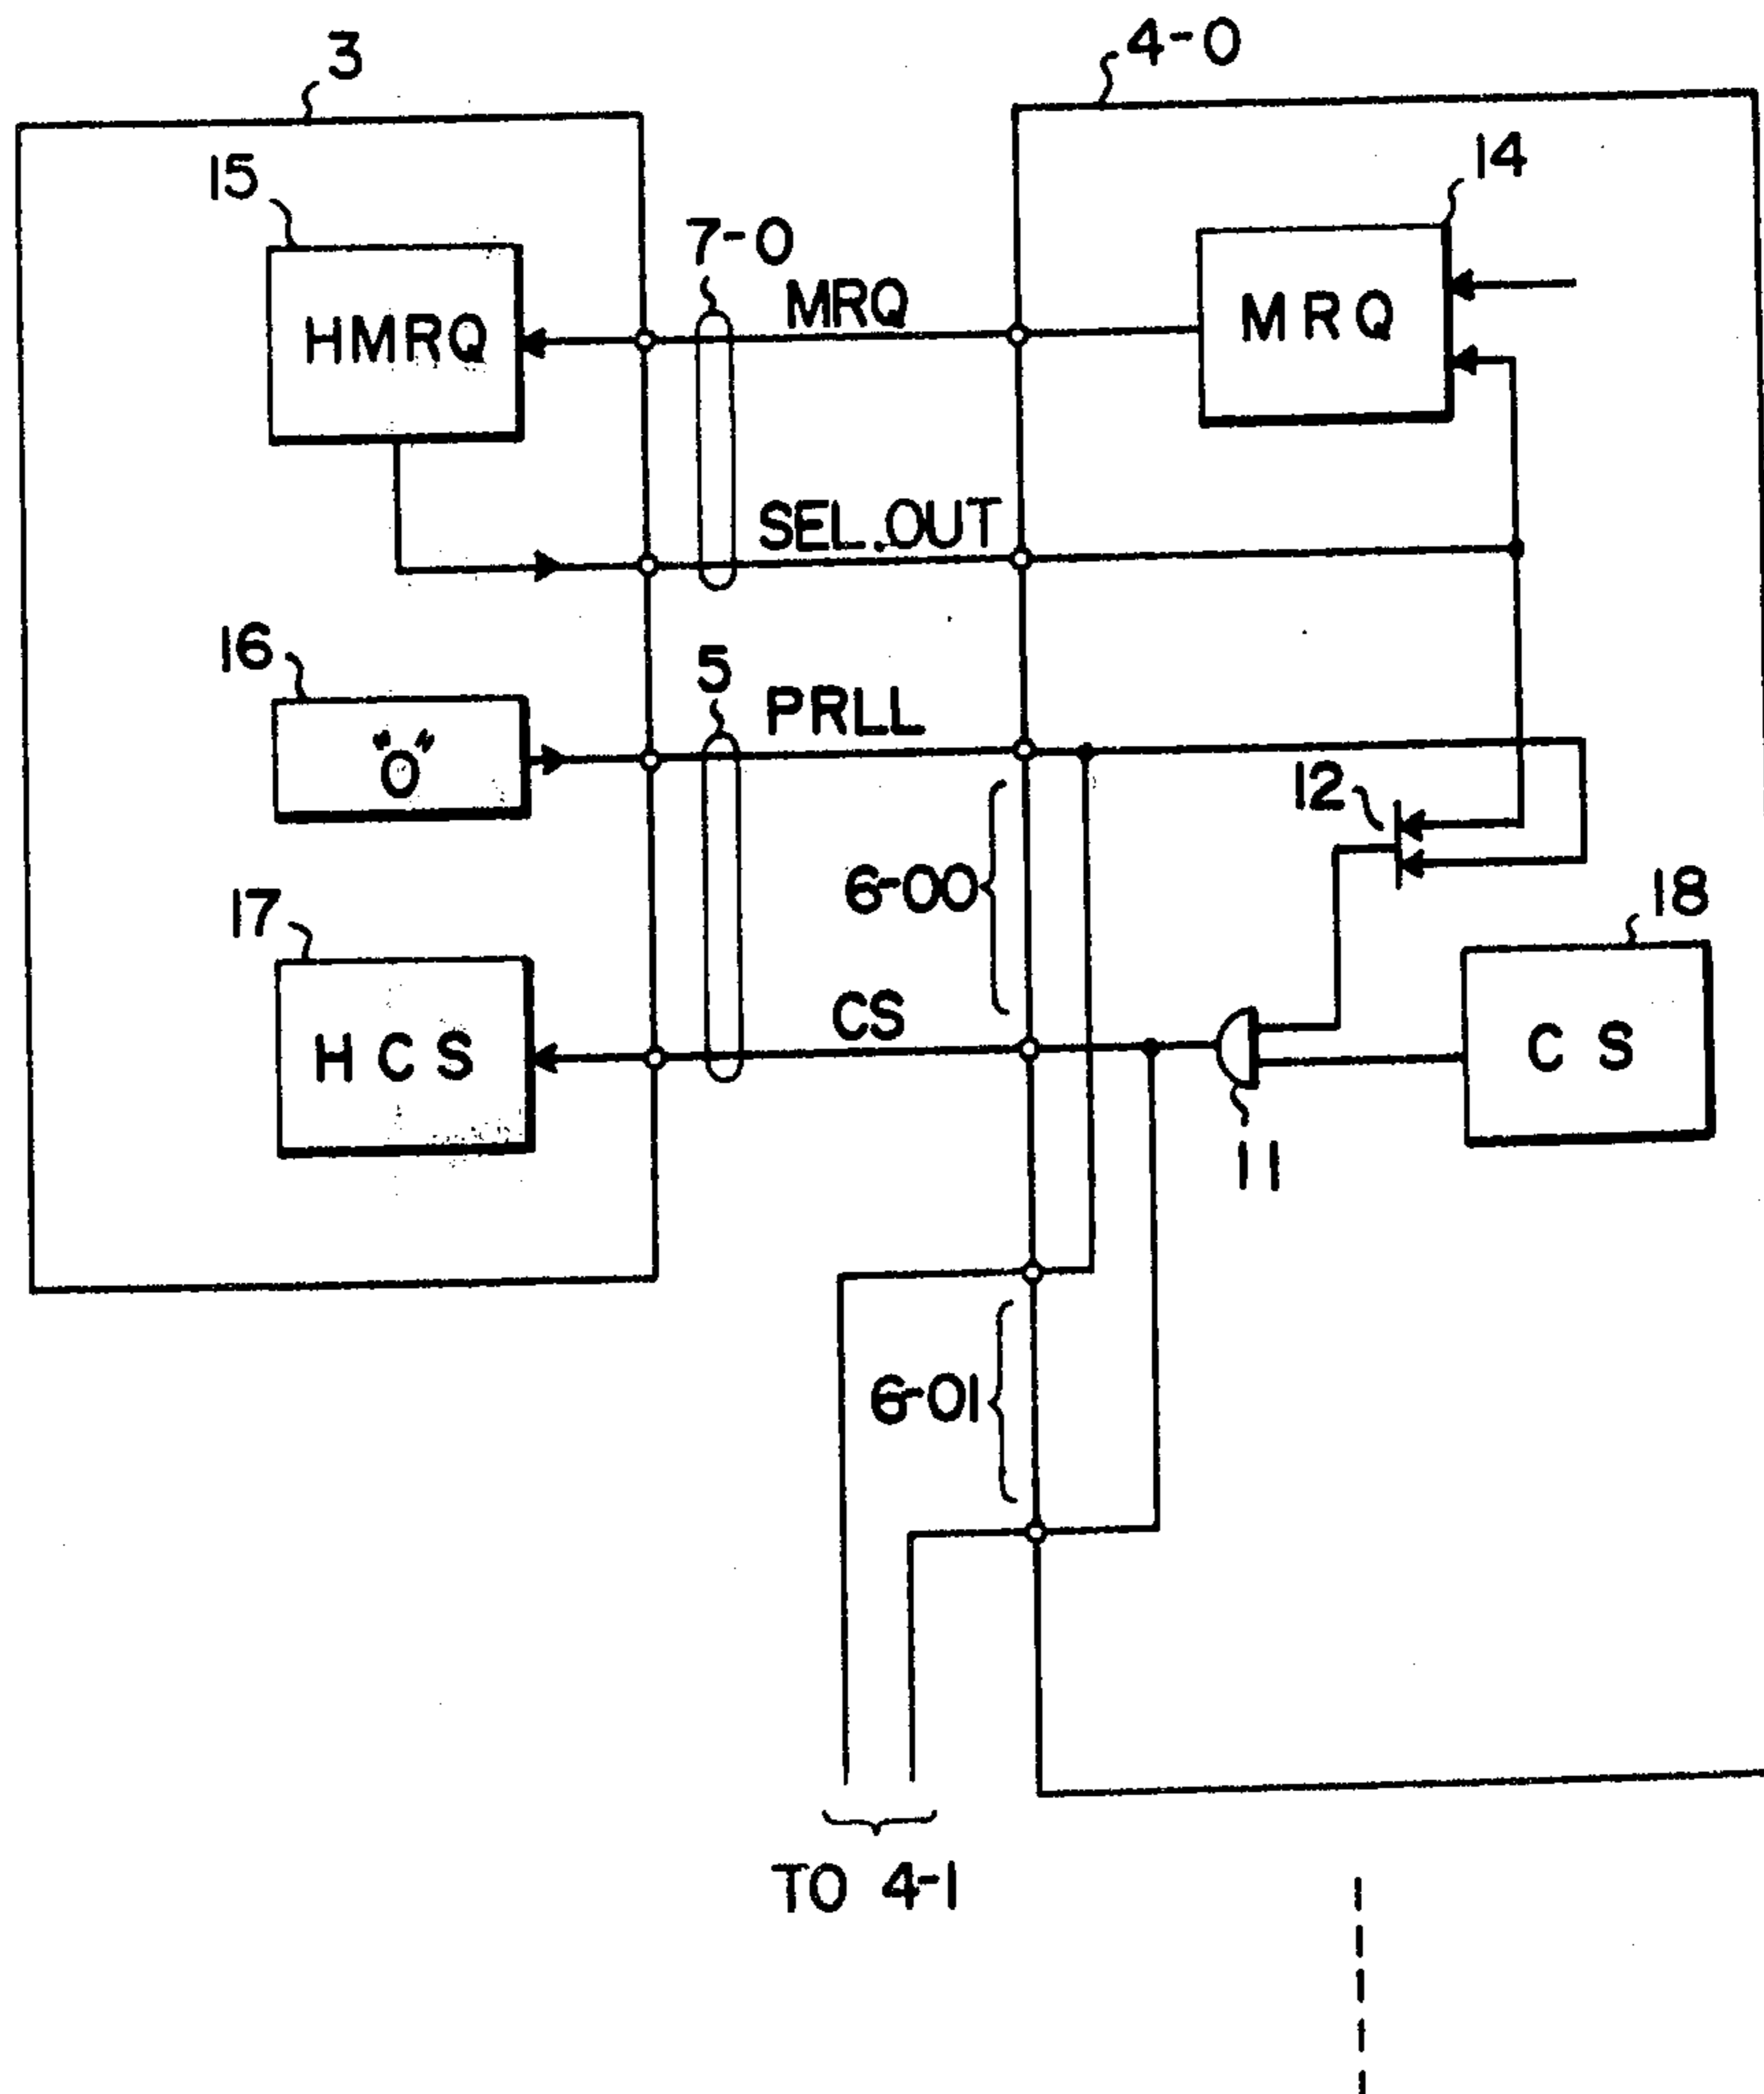 3
4-0
15
14
7-0
MRQ
HMRQ
MRQ
SEL.OUT
16
5
PRLL
"0"
12
6-00
17
18
CS
HCS
CS
11
6-01
TO 4-1